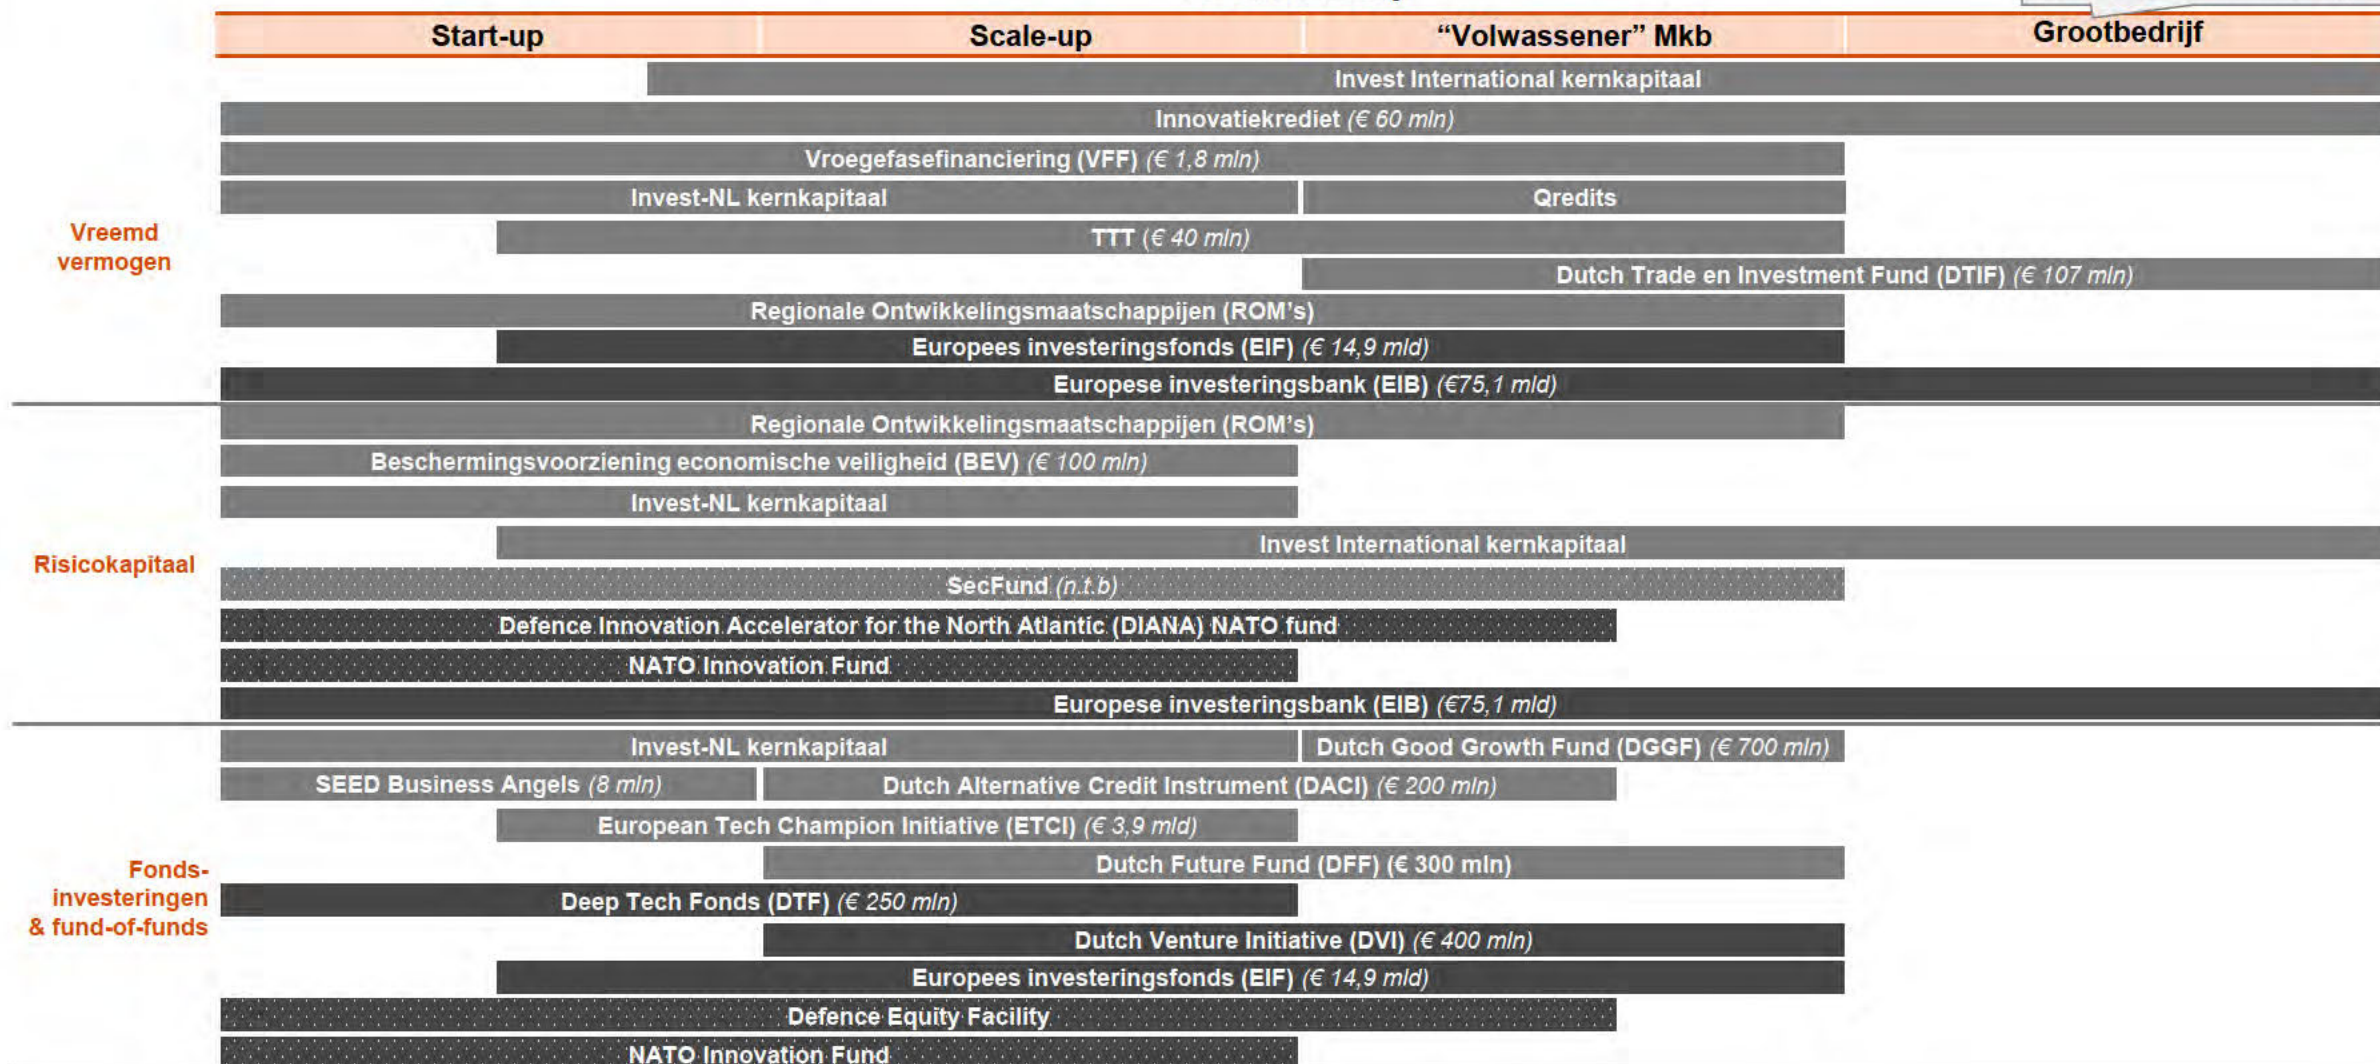 Start-up Scale-up “Volwassener” Mkb Grootbedrijf
Invest International kernkapitaal
Innovatiekrediet (€ 60 mln)
Vroegefasefinanciering (VFF) (€ 1,8 mln)
Invest-NL kernkapitaal Qredits
Vreemd
vermogen
TTT (€ 40 mln)
Dutch Trade en Investment Fund (DTIF) (€ 107 mln)
Regionale Ontwikkelingsmaatschappijen (ROM’s)
Europees investeringsfonds (EIF) (€ 14,9 mld)
Europese investeringsbank (EIB) (€75,1 mld)
Regionale Ontwikkelingsmaatschappijen (ROM’s)
Beschermingsvoorziening economische veiligheid (BEV) (€ 100 mln)
Invest-NL kernkapitaal
Invest International kernkapitaal
Risicokapitaal
SecFund (n.t.b)
Defence Innovation Accelerator for the North Atlantic (DIANA) NATO fund
NATO Innovation Fund
Europese investeringsbank (EIB) (€75,1 mld)
Invest-NL kernkapitaal Dutch Good Growth Fund (DGGF) (€ 700 mln)
SEED Business Angels (8 mln) Dutch Alternative Credit Instrument (DACI) (€ 200 mln)
European Tech Champion Initiative (ETCI) (€ 3,9 mld)
Dutch Future Fund (DFF) (€ 300 mln)
Fonds-
investeringen
& fund-of-funds
Deep Tech Fonds (DTF) (€ 250 mln)
Dutch Venture Initiative (DVI) (€ 400 mln)
Europees investeringsfonds (EIF) (€ 14,9 mld)
Defence Equity Facility
NATO Innovation Fund